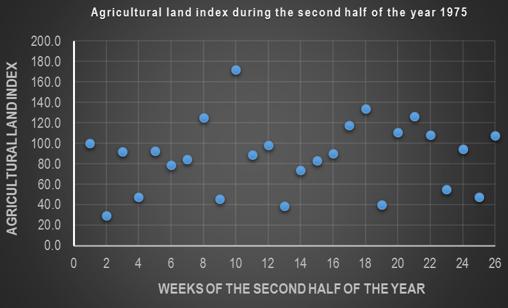 Agricultural land index during the second half of the year 1975
200.0
180.0
160.0
140.0
120.0
100.0
80.0
60.0
40.0
20.0
0.0
AGRICULTURAL LAND INDEX
0 2 4 6 8 10 12 14 16 18 20 22 24 26
WEEKS OF THE SECOND HALF OF THE YEAR